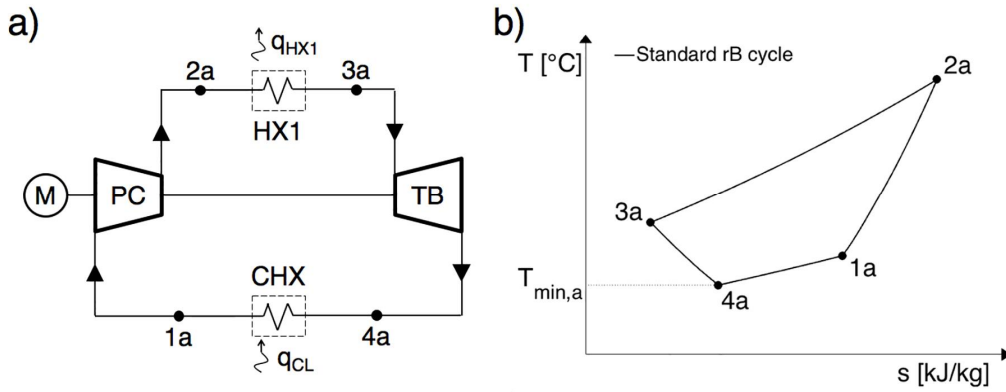 a)
q_HX1
2a
3a
HX1
M
PC
TB
CHX
1a
4a
q_CL
b)
T [°C]
—Standard rB cycle
2a
3a
1a
T_min,a
4a
s [kJ/kg]